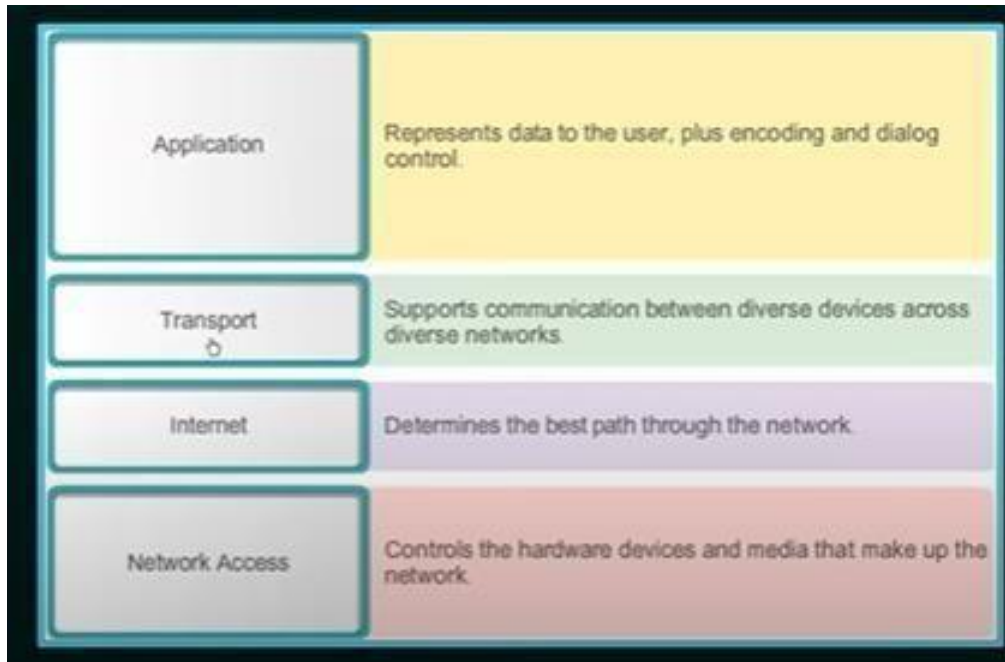 Application
Represents data to the user, plus encoding and dialog
control.
Transport
Supports communication between diverse devices across
diverse networks.
Internet
Determines the best path through the network.
Network Access
Controls the hardware devices and media that make up the
network.